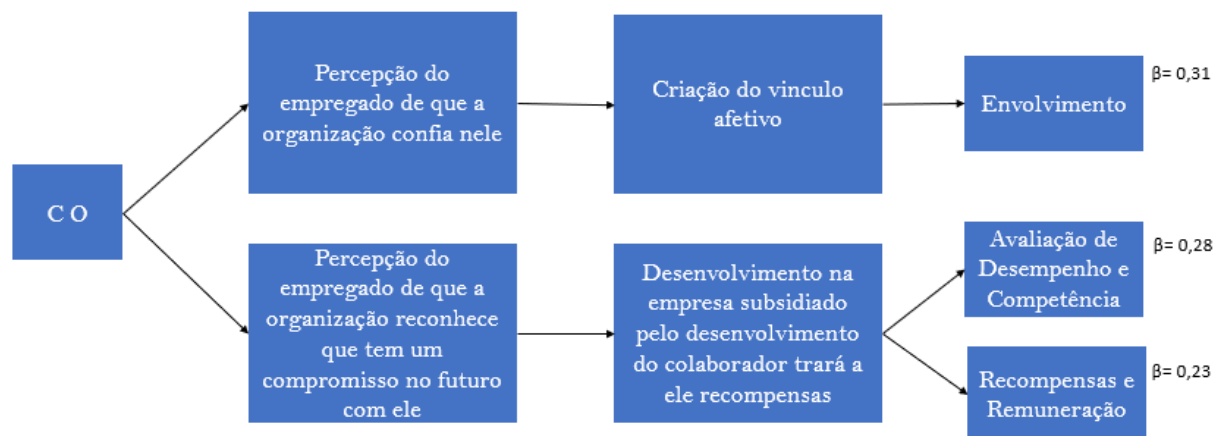 C O
Percepção do
empregado de que a
organização confia nele
Criação do vinculo
afetivo
Envolvimento
β= 0,31
Percepção do
empregado de que a
organização reconhece
que tem um
compromisso no futuro
com ele
Desenvolvimento na
empresa subsidiado
pelo desenvolvimento
do colaborador trará a
ele recompensas
Avaliação de
Desempenho e
Competência
β= 0,28
Recompensas e
Remuneração
β= 0,23